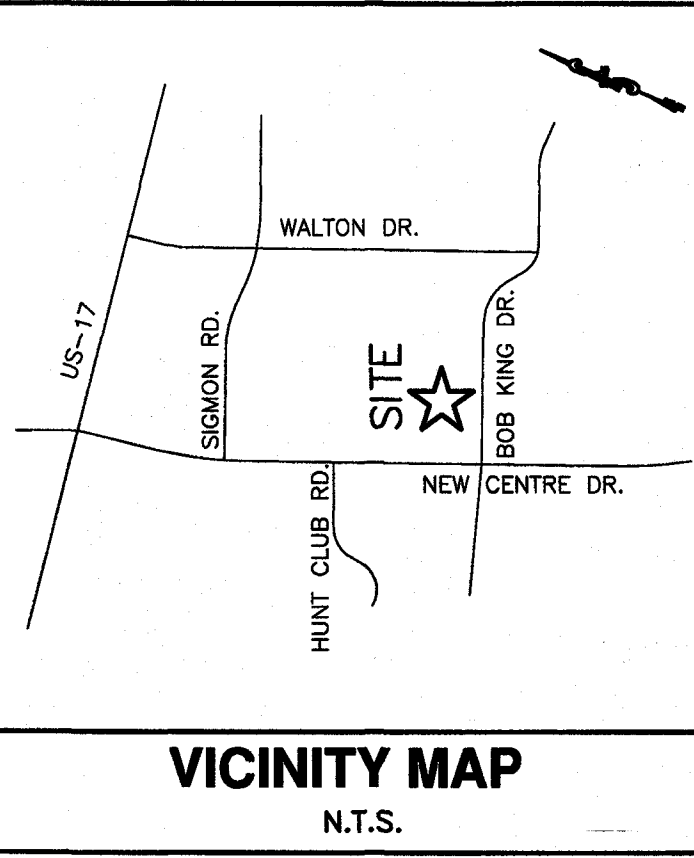 WALTON DR.
US-17
SIGMON RD.
SITE
BOB KING DR.
NEW CENTRE DR.
HUNT CLUB RD.
VICINITY MAP
N.T.S.